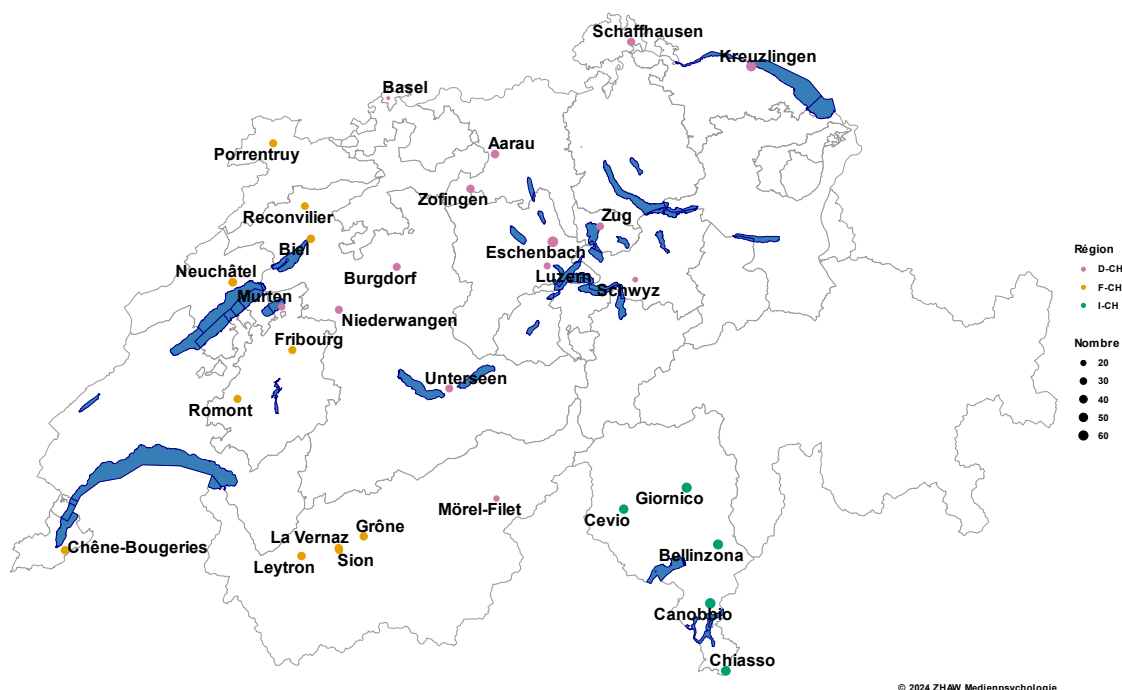 Schaffhausen
Kreuzlingen
Basel
Aarau
Porrentruy
Zofingen
Reconvilier
Zug
Biel
Eschenbach
Neuchâtel
Burgdorf
Luzern
Schwyz
Murten
Niederwangen
Fribourg
Unterseen
Romont
Mörel-Filet
Giornico
Cevio
Grône
La Vernaz
Chêne-Bougeries
Sion
Leytron
Bellinzona
Canobbio
Chiasso
Région
D-CH
F-CH
I-CH
Nombre
20
30
40
50
60
© 2024 ZHAW Medienpsychologie